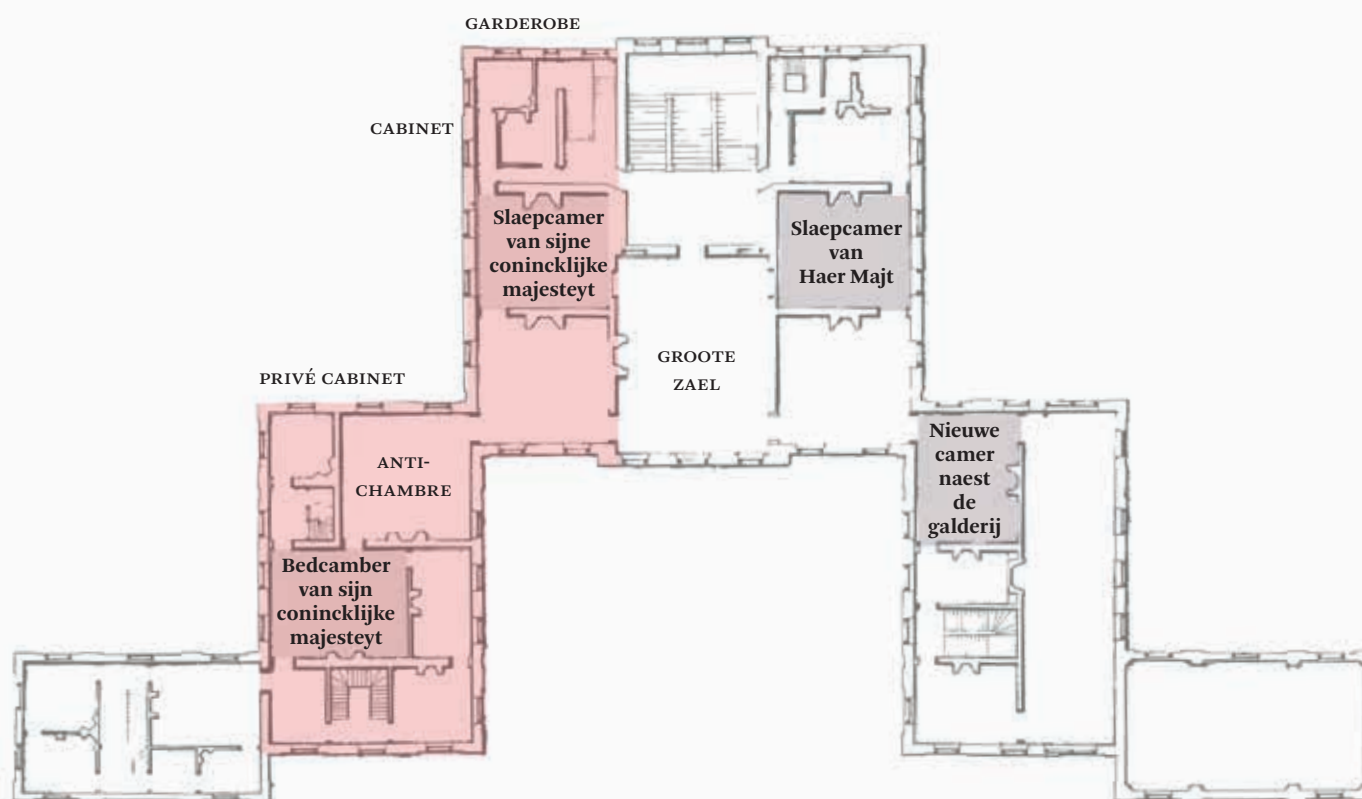 GARDEROBE
CABINET
Slaepcamer
van sijne
conincklijke
majesteyt
Slaepcamer
van
Haer Majt
GROOTE
ZAEL
PRIVÉ CABINET
ANTI-
CHAMBRE
Nieuwe
camer
naest
de
galderij
Bedcamber
van sijn
conincklijke
majesteyt